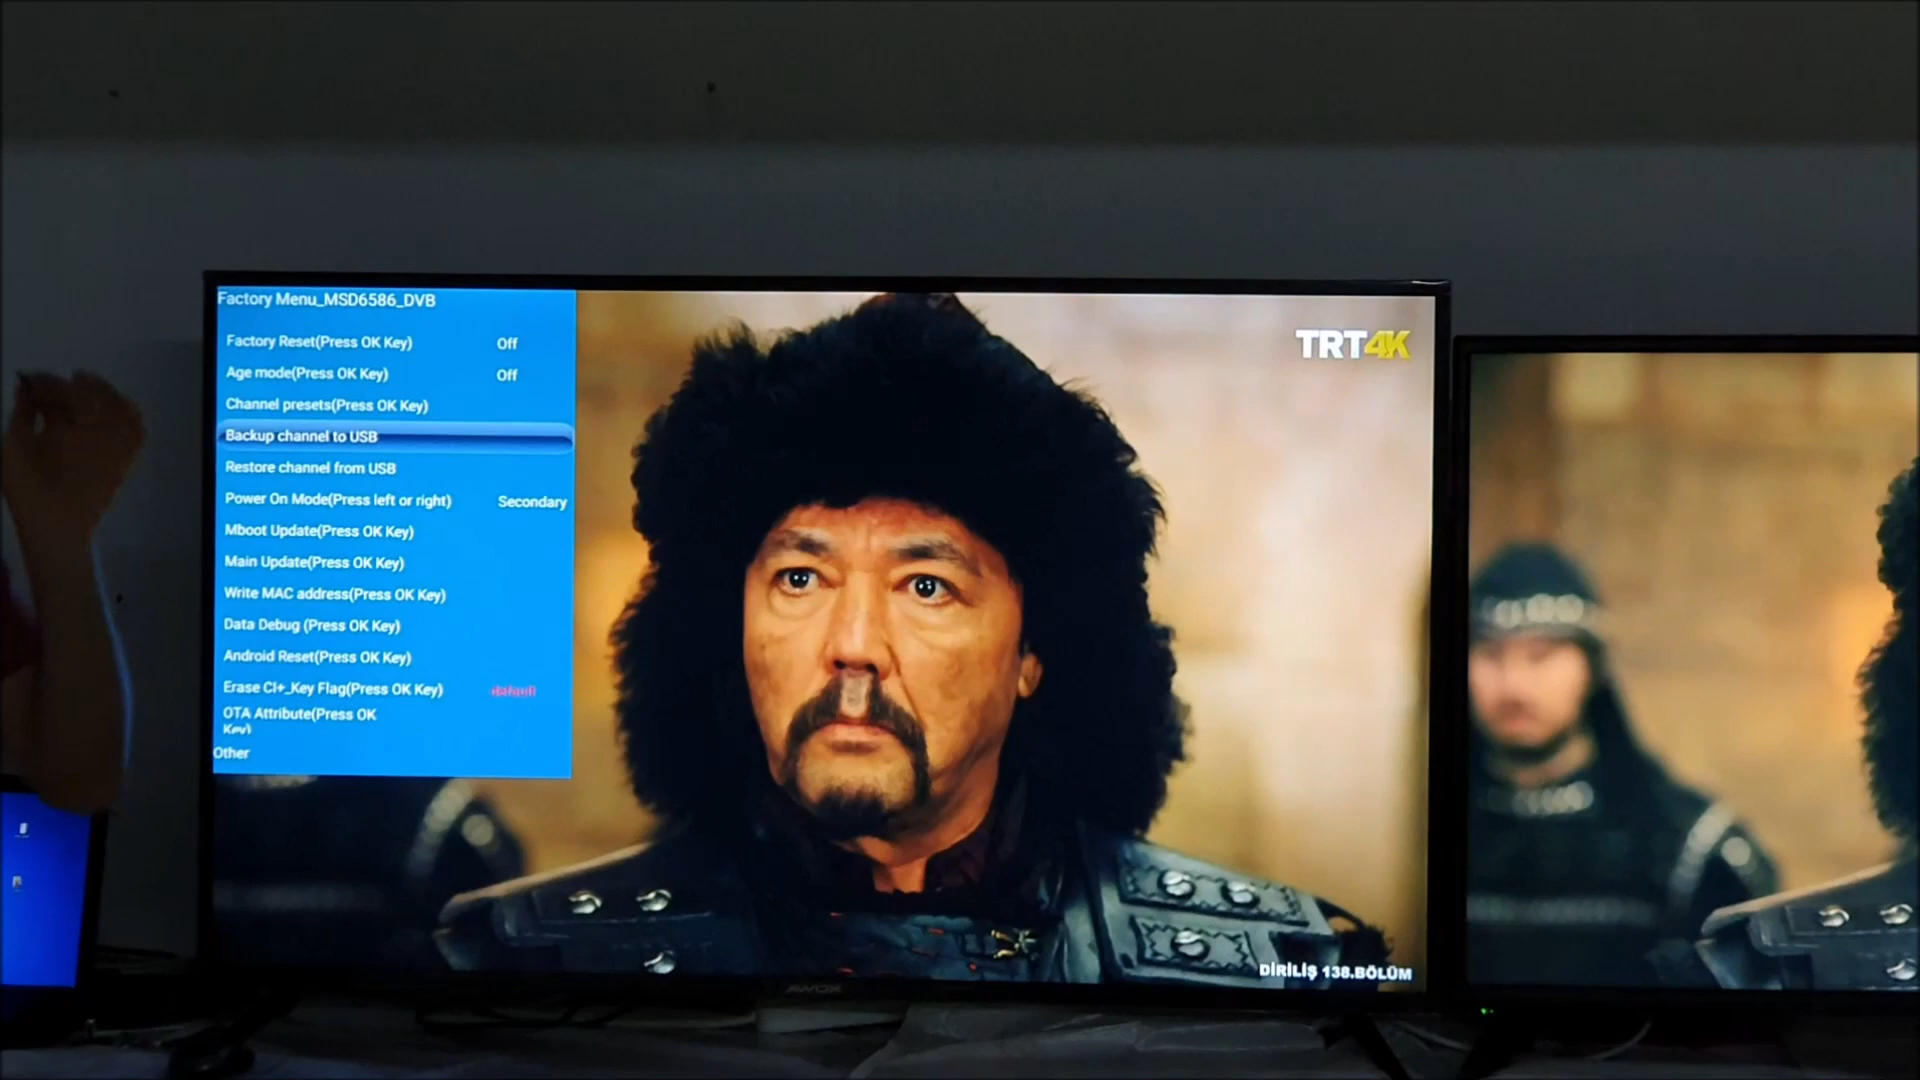 Factory Menu_MSD6586_DVB
Factory Reset(Press OK Key) Off
Age mode(Press OK Key) Off
Channel presets(Press OK Key)
Backup channel to USB
Restore channel from USB
Power On Mode(Press left or right) Secondary
Mboot Update(Press OK Key)
Main Update(Press OK Key)
Write MAC address(Press OK Key)
Data Debug (Press OK Key)
Android Reset(Press OK Key)
Erase CI+_Key Flag(Press OK Key) default
OTA Attribute(Press OK
Key)
Other
TRT4K
DİRİLİŞ 138.BÖLÜM
AWOX